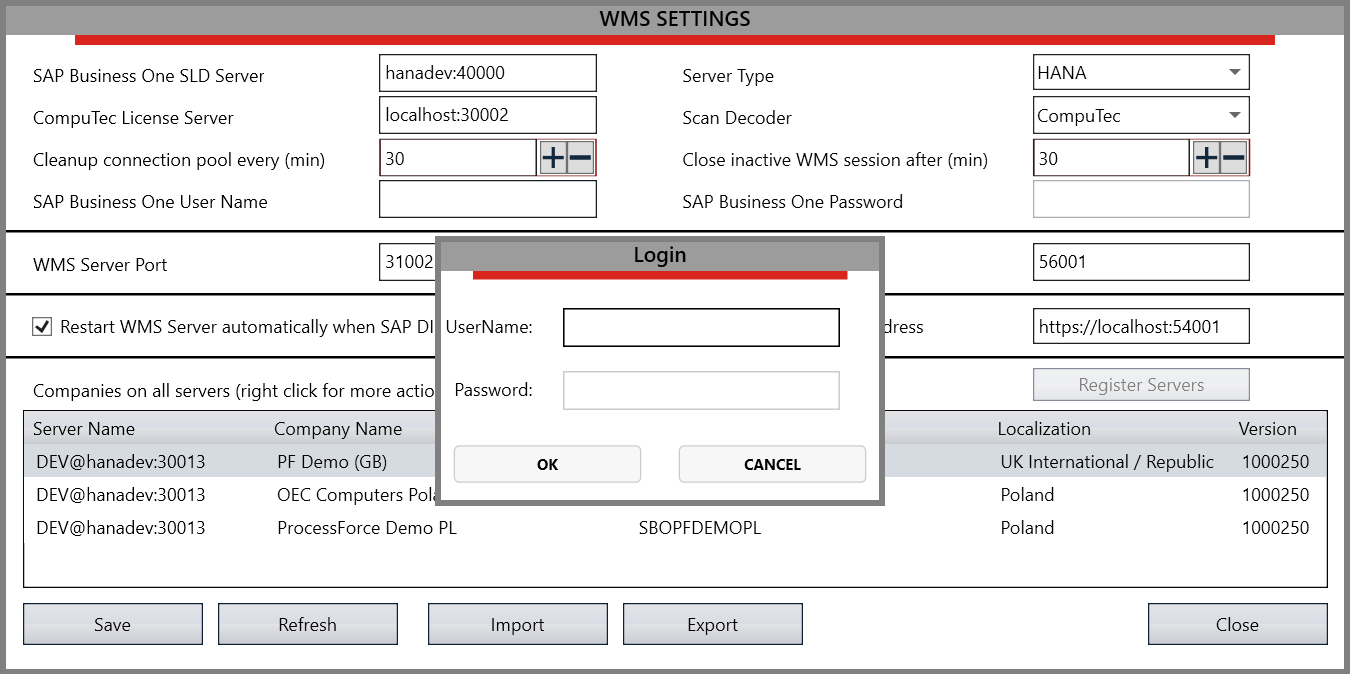 WMS SETTINGS
SAP Business One SLD Server hanadev:40000 Server Type HANA
CompuTec License Server localhost:30002 Scan Decoder CompuTec
Cleanup connection pool every (min) 30 Close inactive WMS session after (min) 30
SAP Business One User Name SAP Business One Password
WMS Server Port 31002 56001
Login
Restart WMS Server automatically when SAP DI https://localhost:54001
UserName:
Password:
OK CANCEL
Companies on all servers (right click for more Register Servers
Server Name Company Name Localization Version
DEV@hanadev:30013 PF Demo (GB) UK International / Republic 1000250
DEV@hanadev:30013 OEC Computers Poland 1000250
DEV@hanadev:30013 ProcessForce Demo PL SBOPFDEMOPL Poland 1000250
Save Refresh Import Export Close